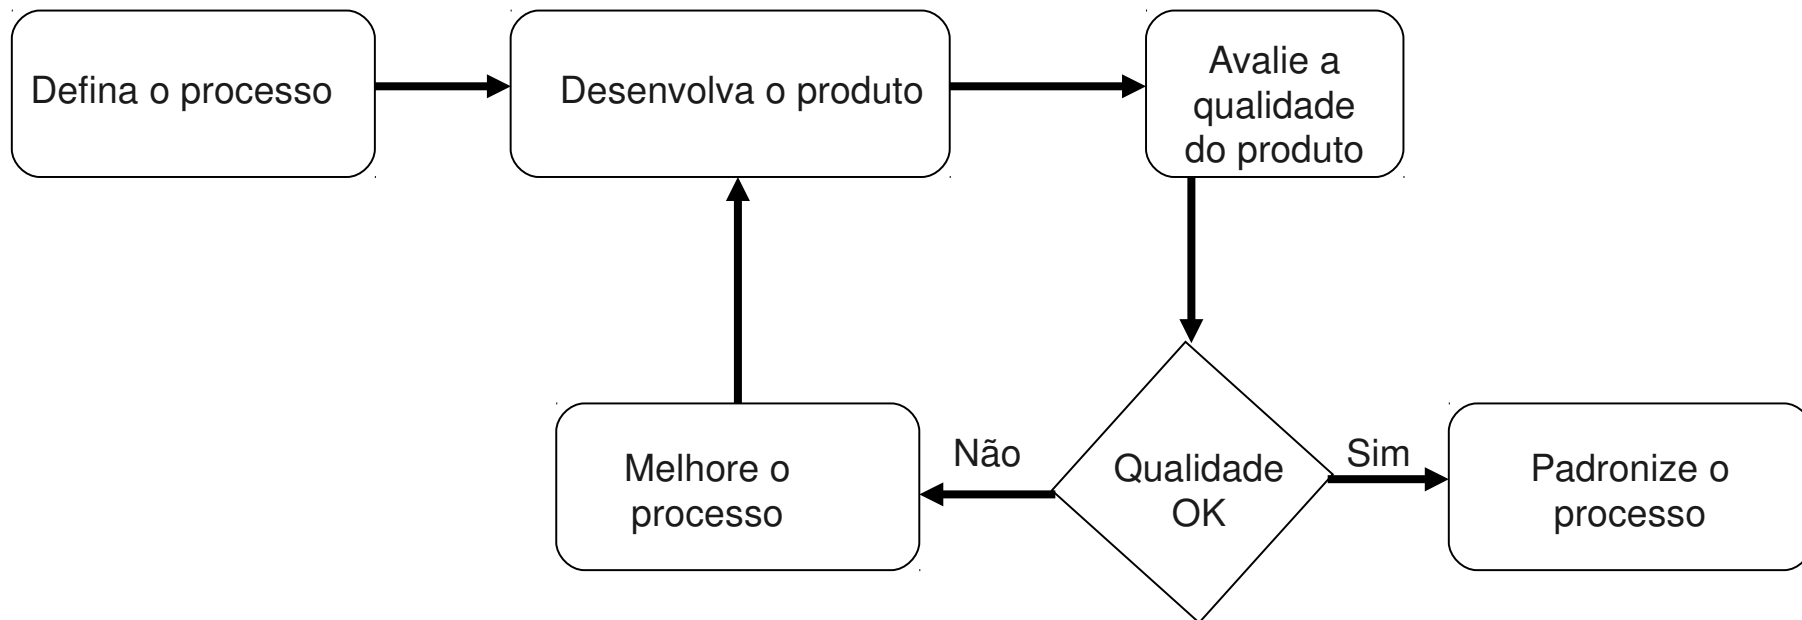 Defina o processo
Desenvolva o produto
Avalie a
qualidade
do produto
Melhore o
processo
Não
Qualidade
OK
Sim
Padronize o
processo